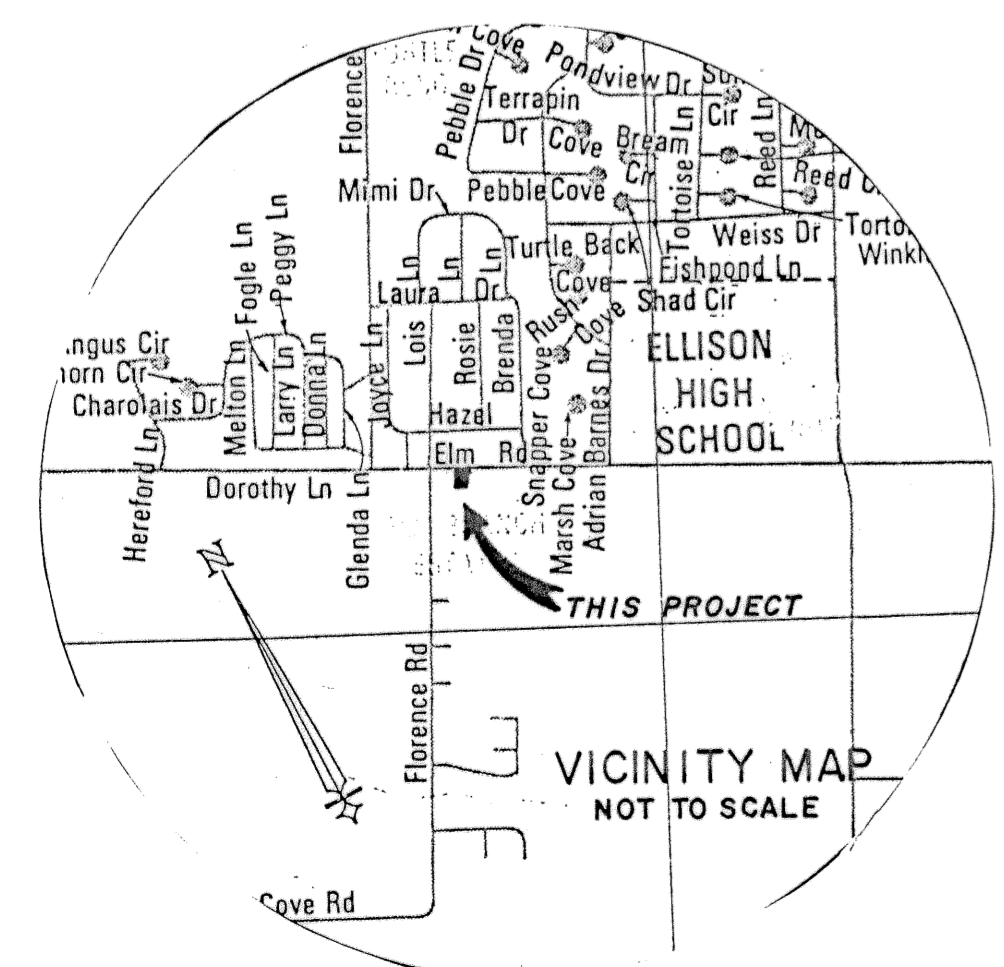 Cove
Pondview Dr
Florence
Pebble Dr
Terrapin
Dr Cove
Bream
Cir
Cir
Tortoise Ln
Reed Ln
Reed
Mimi Dr
Pebble Cove
Weiss Dr
Fogle Ln
Peggy Ln
Turtle Back
Cove
Fishpond Ln
Shad Cir
Laura Ln
Ln
Dr Ln
Rush Cove
Lois
Rosie
Brenda
Joyce Ln
ELLISON
HIGH
SCHOOL
Charolais Dr
Melton Ln
Larry Ln
Donna Ln
Hazel
Elm Rd
Snapper Cove
Marsh Cove
Adrian Barnes Dr
Hereford Ln
Dorothy Ln
Glenda Ln
N
THIS PROJECT
Florence Rd
VICINITY MAP
NOT TO SCALE
Cove Rd